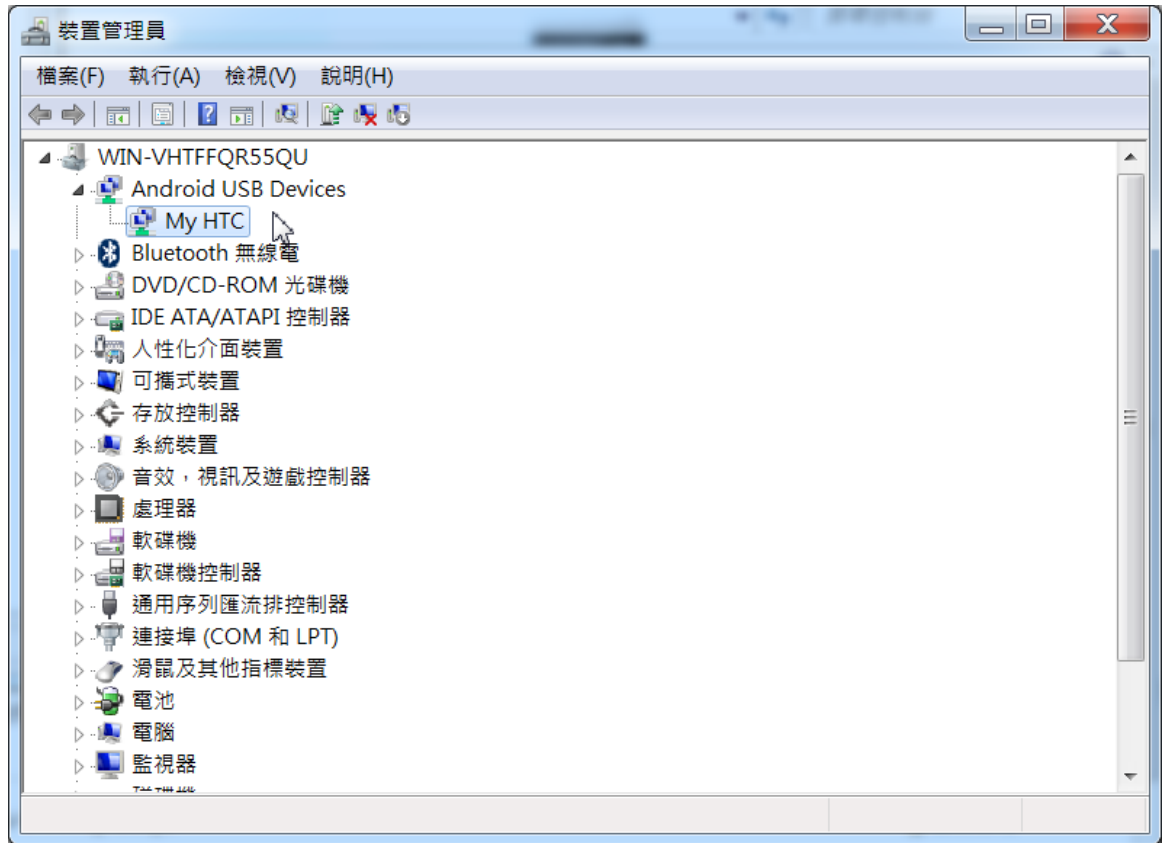 裝置管理員
檔案(F) 執行(A) 檢視(V) 說明(H)
WIN-VHTFFQR55QU
Android USB Devices
My HTC
Bluetooth 無線電
DVD/CD-ROM 光碟機
IDE ATA/ATAPI 控制器
人性化介面裝置
可攜式裝置
存放控制器
系統裝置
音效，視訊及遊戲控制器
處理器
軟碟機
軟碟機控制器
通用序列匯流排控制器
連接埠 (COM 和 LPT)
滑鼠及其他指標裝置
電池
電腦
監視器